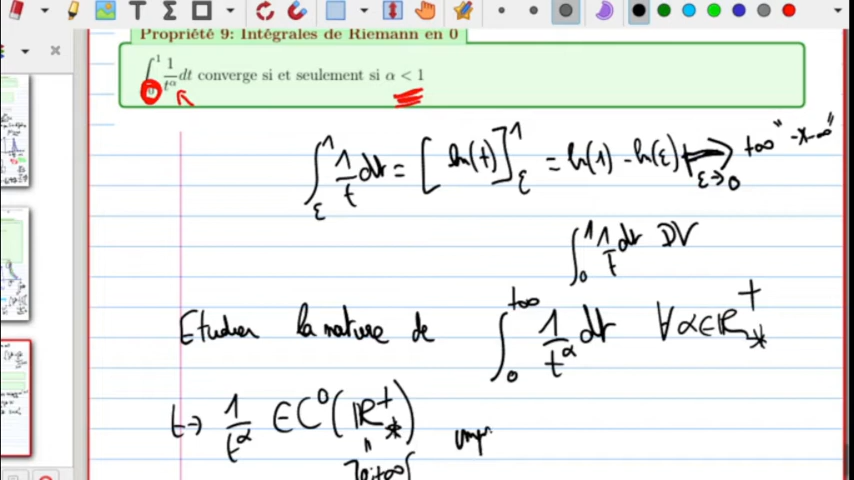 Propriété 9: Intégrales de Riemann en 0
∫₀¹ 1/t^α dt converge si et seulement si α < 1
∫_ε^1 1/t dt = [ln(t)]_ε^1 = ln(1) - ln(ε) → +∞ "-x-∞"
ε→0
∫₀¹ 1/t dt DV
Etudier la nature de ∫₀^{+∞} 1/t^α dt ∀α∈ℝ₊*
t→ 1/t^α ∈ C⁰(ℝ₊*)
"
]0;+∞[